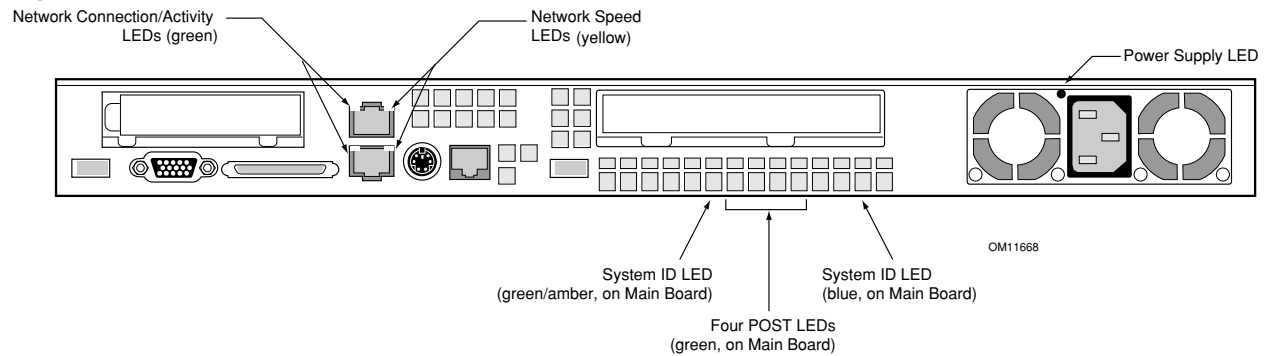 Network Connection/Activity
LEDs (green)
Network Speed
LEDs (yellow)
Power Supply LED
OM11668
System ID LED
(green/amber, on Main Board)
System ID LED
(blue, on Main Board)
Four POST LEDs
(green, on Main Board)